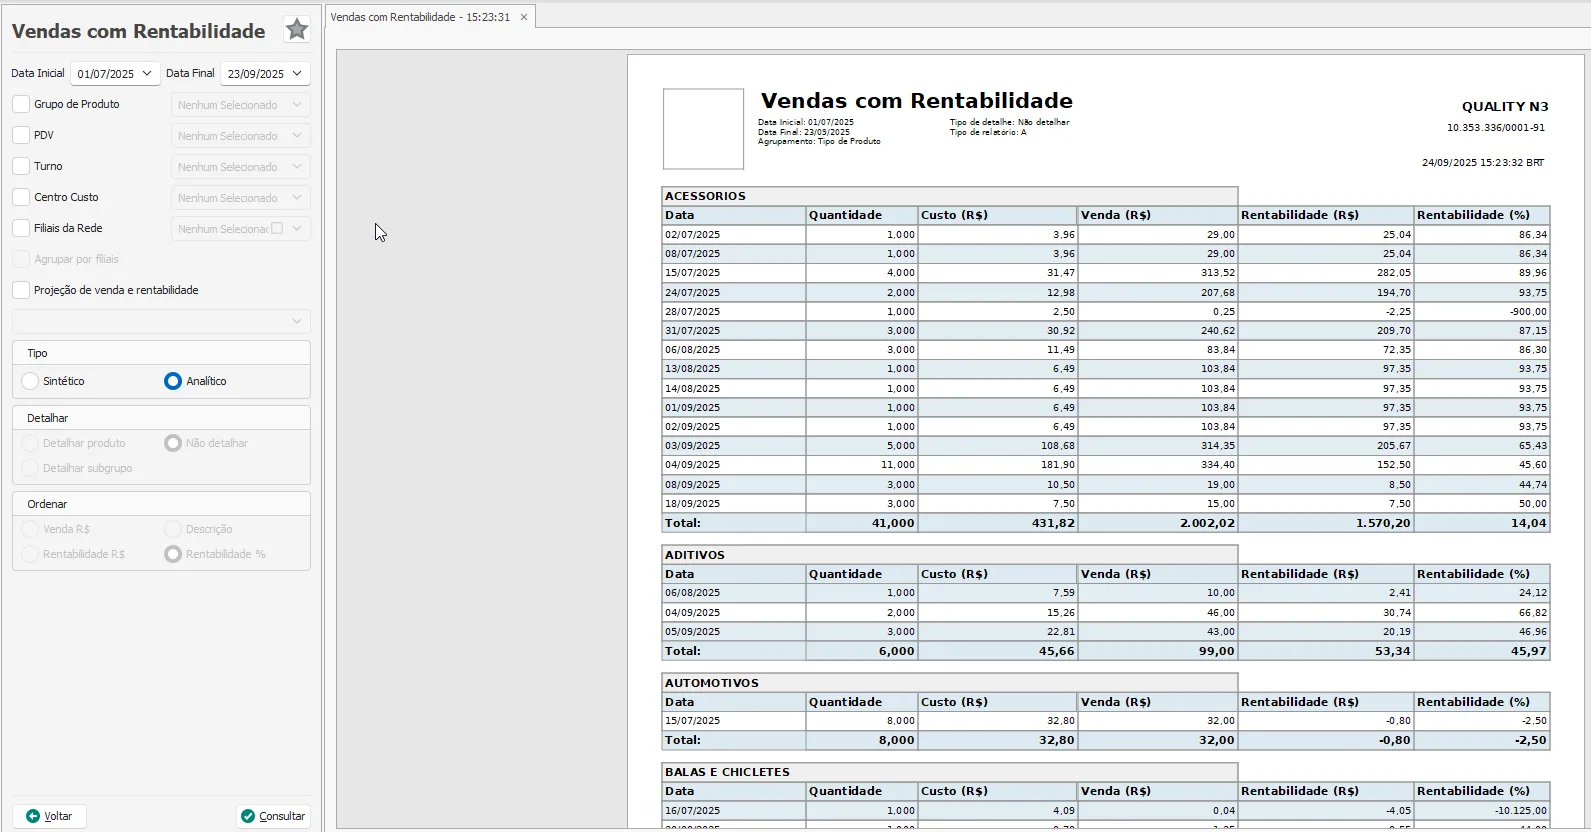 Vendas com Rentabilidade
Data Inicial 01/07/2025 Data Final 23/09/2025
Grupo de Produto Nenhum Selecionado
PDV Nenhum Selecionado
Turno Nenhum Selecionado
Centro Custo Nenhum Selecionado
Filiais da Rede Nenhum Selecionac
Agrupar por filiais
Projeção de venda e rentabilidade
Tipo
Sintético Analítico
Detalhar
Detalhar produto Não detalhar
Detalhar subgrupo
Ordenar
Venda R$ Descrição
Rentabilidade R$ Rentabilidade %
Voltar Consultar
Vendas com Rentabilidade - 15:23:31 ×
Vendas com Rentabilidade
Data Inicial: 01/07/2025 Tipo de detalhe: Não detalhar
Data Final: 23/09/2025 Tipo de relatório: A
Agrupamento: Tipo de Produto
QUALITY N3
10.353.336/0001-91
24/09/2025 15:23:32 BRT
ACESSORIOS
Data Quantidade Custo (R$) Venda (R$) Rentabilidade (R$) Rentabilidade (%)
02/07/2025 1,000 3,96 29,00 25,04 86,34
08/07/2025 1,000 3,96 29,00 25,04 86,34
15/07/2025 4,000 31,47 313,52 282,05 89,96
24/07/2025 2,000 12,98 207,68 194,70 93,75
28/07/2025 1,000 2,50 0,25 -2,25 -900,00
31/07/2025 3,000 30,92 240,62 209,70 87,15
06/08/2025 3,000 11,49 83,84 72,35 86,30
13/08/2025 1,000 6,49 103,84 97,35 93,75
14/08/2025 1,000 6,49 103,84 97,35 93,75
01/09/2025 1,000 6,49 103,84 97,35 93,75
02/09/2025 1,000 6,49 103,84 97,35 93,75
03/09/2025 5,000 108,68 314,35 205,67 65,43
04/09/2025 11,000 181,90 334,40 152,50 45,60
08/09/2025 3,000 10,50 19,00 8,50 44,74
18/09/2025 3,000 7,50 15,00 7,50 50,00
Total: 41,000 431,82 2.002,02 1.570,20 14,04
ADITIVOS
Data Quantidade Custo (R$) Venda (R$) Rentabilidade (R$) Rentabilidade (%)
06/08/2025 1,000 7,59 10,00 2,41 24,12
04/09/2025 2,000 15,26 46,00 30,74 66,82
05/09/2025 3,000 22,81 43,00 20,19 46,96
Total: 6,000 45,66 99,00 53,34 45,97
AUTOMOTIVOS
Data Quantidade Custo (R$) Venda (R$) Rentabilidade (R$) Rentabilidade (%)
15/07/2025 8,000 32,80 32,00 -0,80 -2,50
Total: 8,000 32,80 32,00 -0,80 -2,50
BALAS E CHICLETES
Data Quantidade Custo (R$) Venda (R$) Rentabilidade (R$) Rentabilidade (%)
16/07/2025 1,000 4,09 0,04 -4,05 -10.125,00